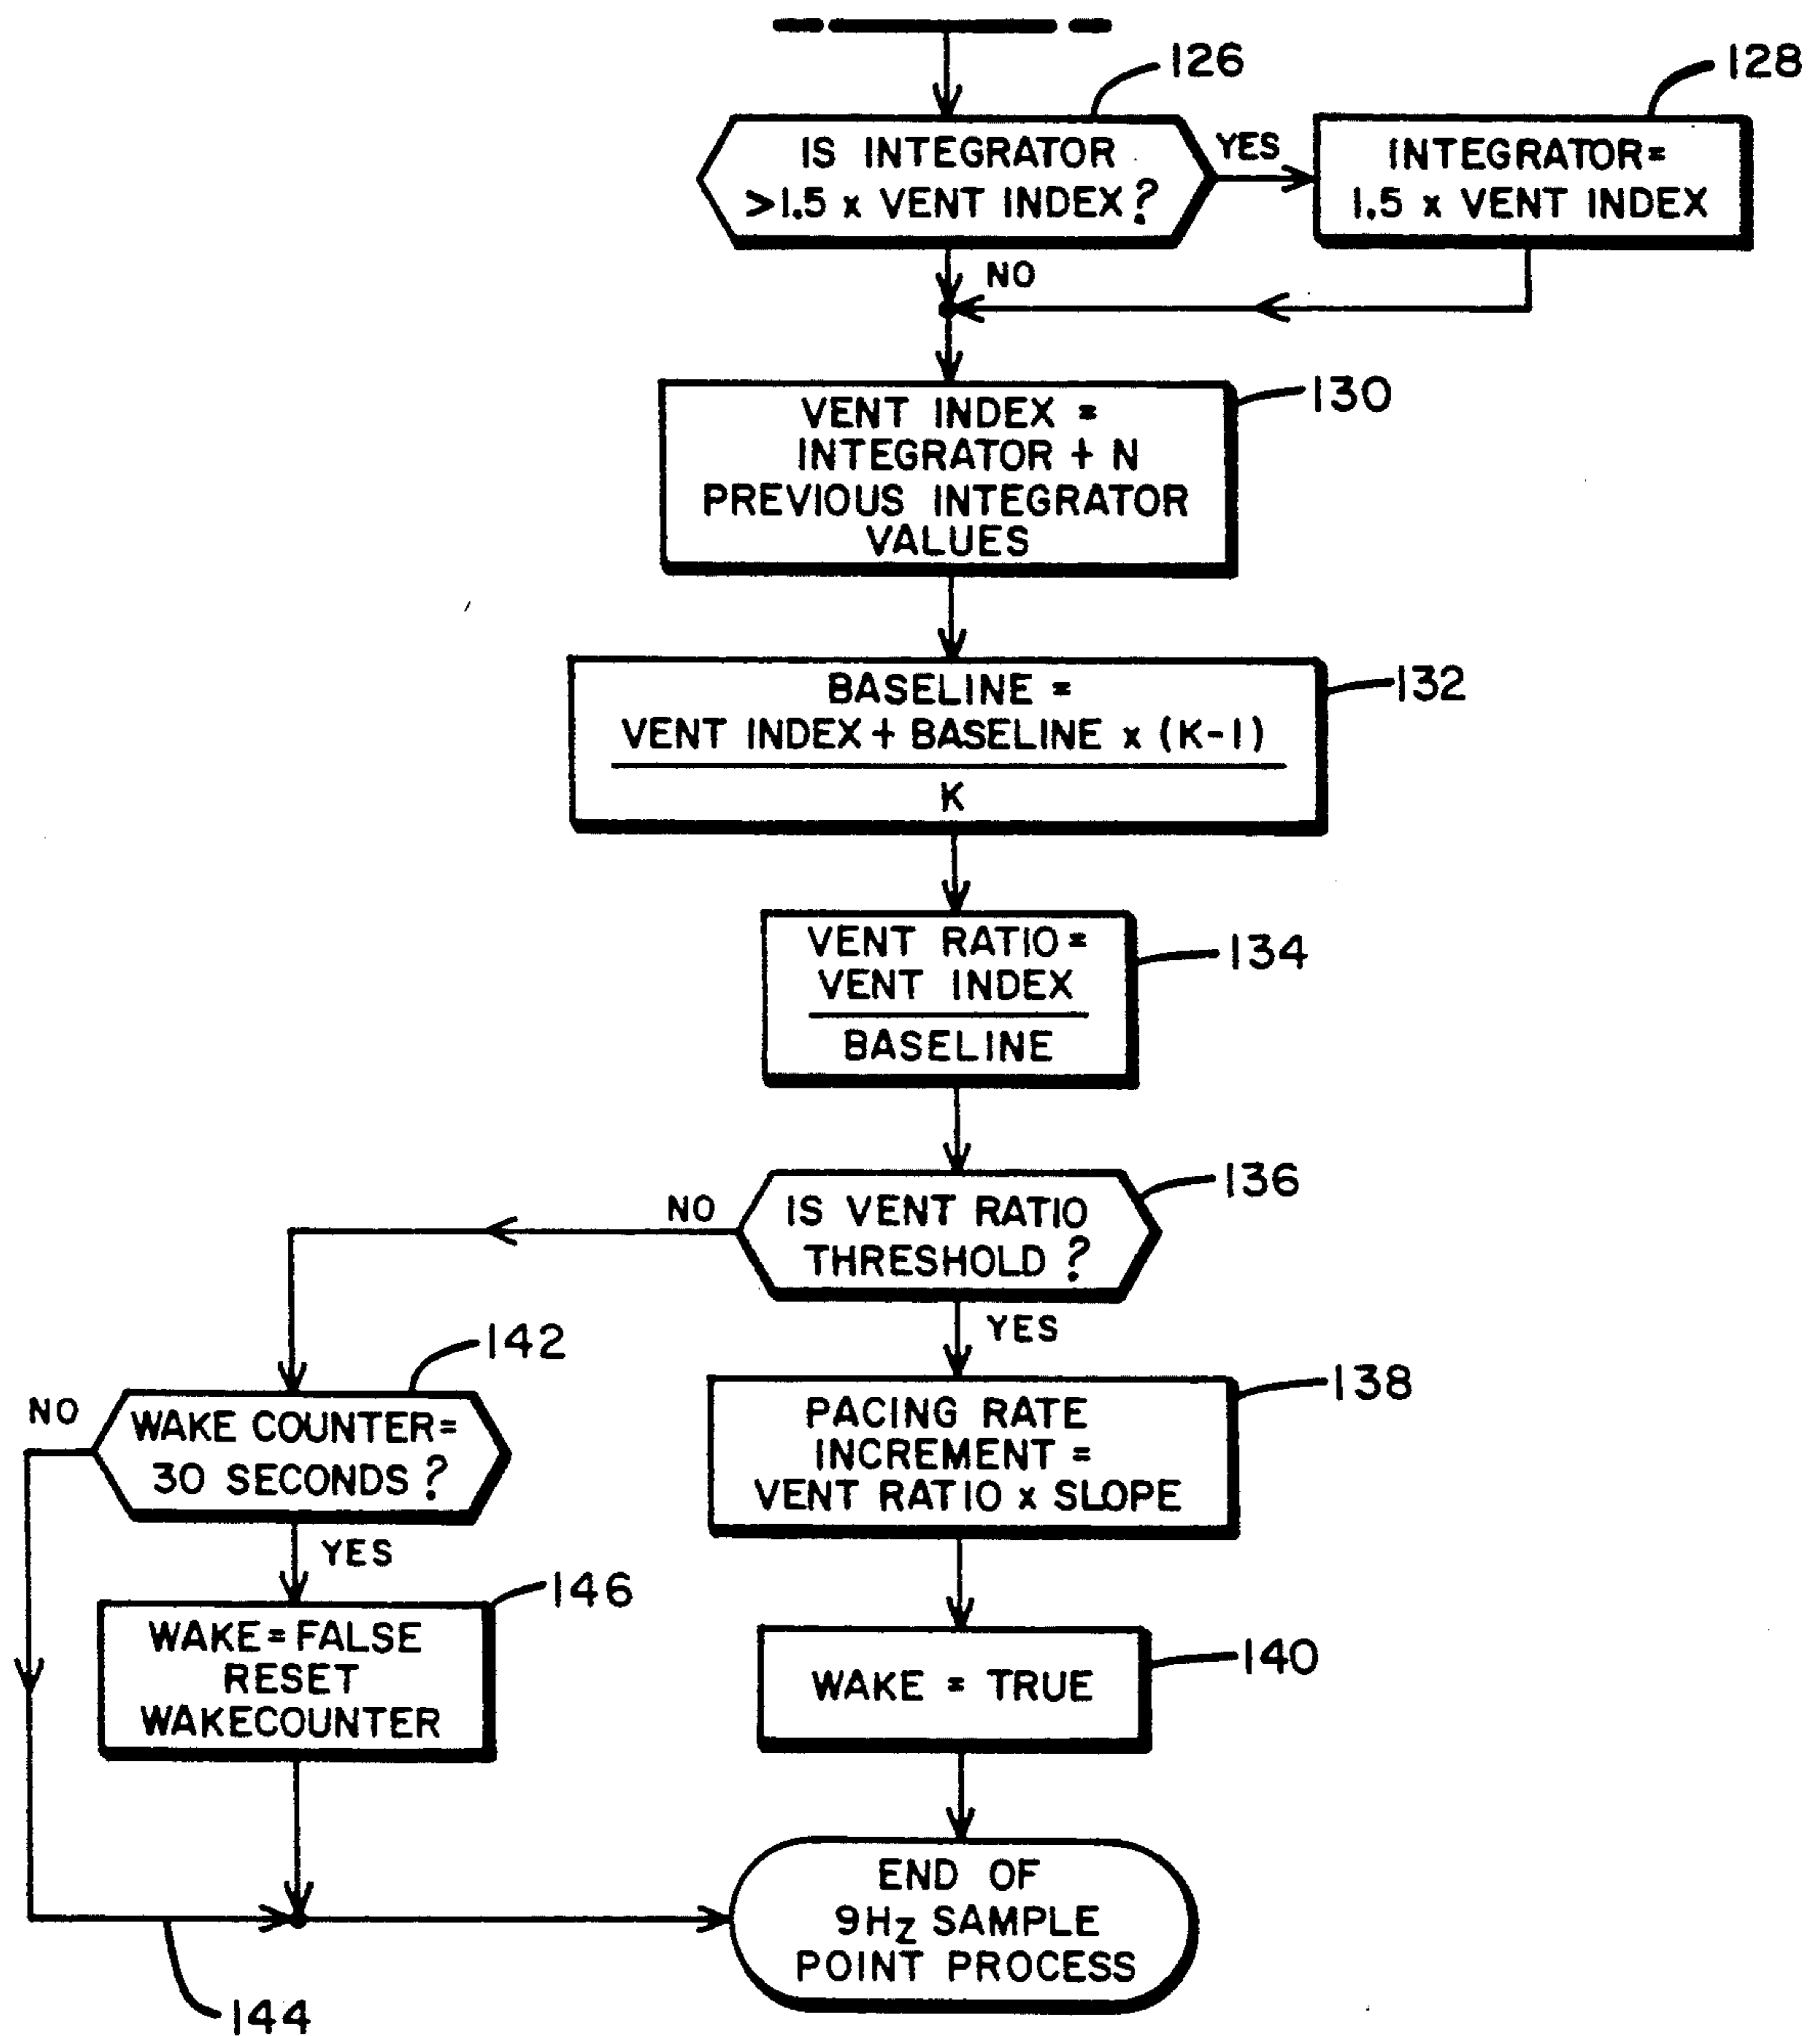 126
128
IS INTEGRATOR
>1.5 x VENT INDEX?
YES
INTEGRATOR=
1.5 x VENT INDEX
NO
130
VENT INDEX =
INTEGRATOR + N
PREVIOUS INTEGRATOR
VALUES
132
BASELINE =
VENT INDEX + BASELINE x (K-1)
K
134
VENT RATIO =
VENT INDEX
BASELINE
136
NO
IS VENT RATIO
THRESHOLD ?
YES
142
138
NO
WAKE COUNTER=
30 SECONDS ?
PACING RATE
INCREMENT =
VENT RATIO x SLOPE
YES
146
WAKE = FALSE
RESET
WAKECOUNTER
140
WAKE = TRUE
END OF
9Hz SAMPLE
POINT PROCESS
144